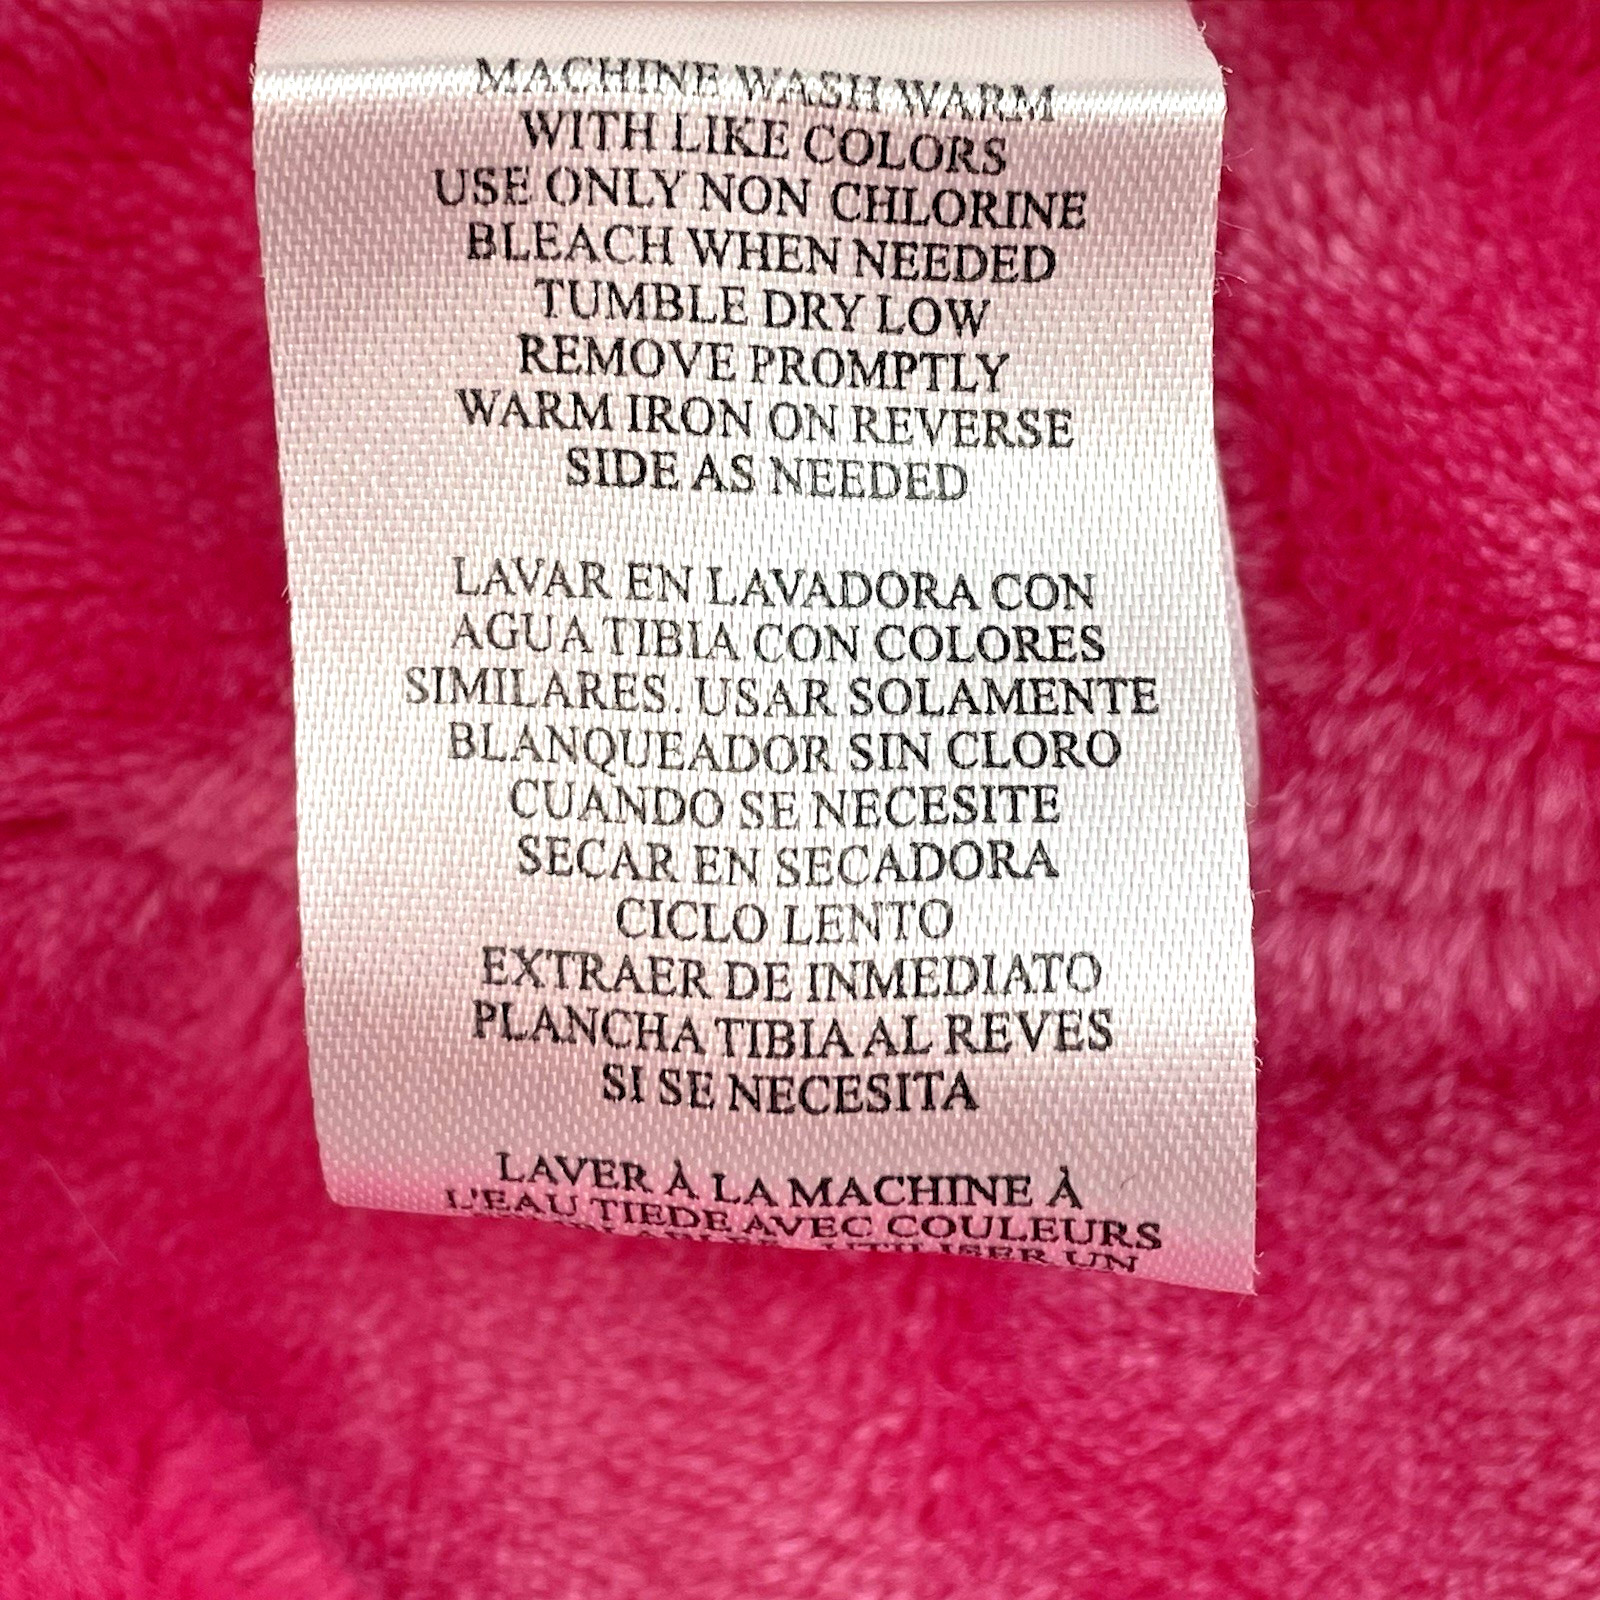 MACHINE WASH WARM
WITH LIKE COLORS
USE ONLY NON CHLORINE
BLEACH WHEN NEEDED
TUMBLE DRY LOW
REMOVE PROMPTLY
WARM IRON ON REVERSE
SIDE AS NEEDED
LAVAR EN LAVADORA CON
AGUA TIBIA CON COLORES
SIMILARES. USAR SOLAMENTE
BLANQUEADOR SIN CLORO
CUANDO SE NECESITE
SECAR EN SECADORA
CICLO LENTO
EXTRAER DE INMEDIATO
PLANCHA TIBIA AL REVES
SI SE NECESITA
LAVER À LA MACHINE À
L'EAU TIEDE AVEC COULEURS
UTILISER UN